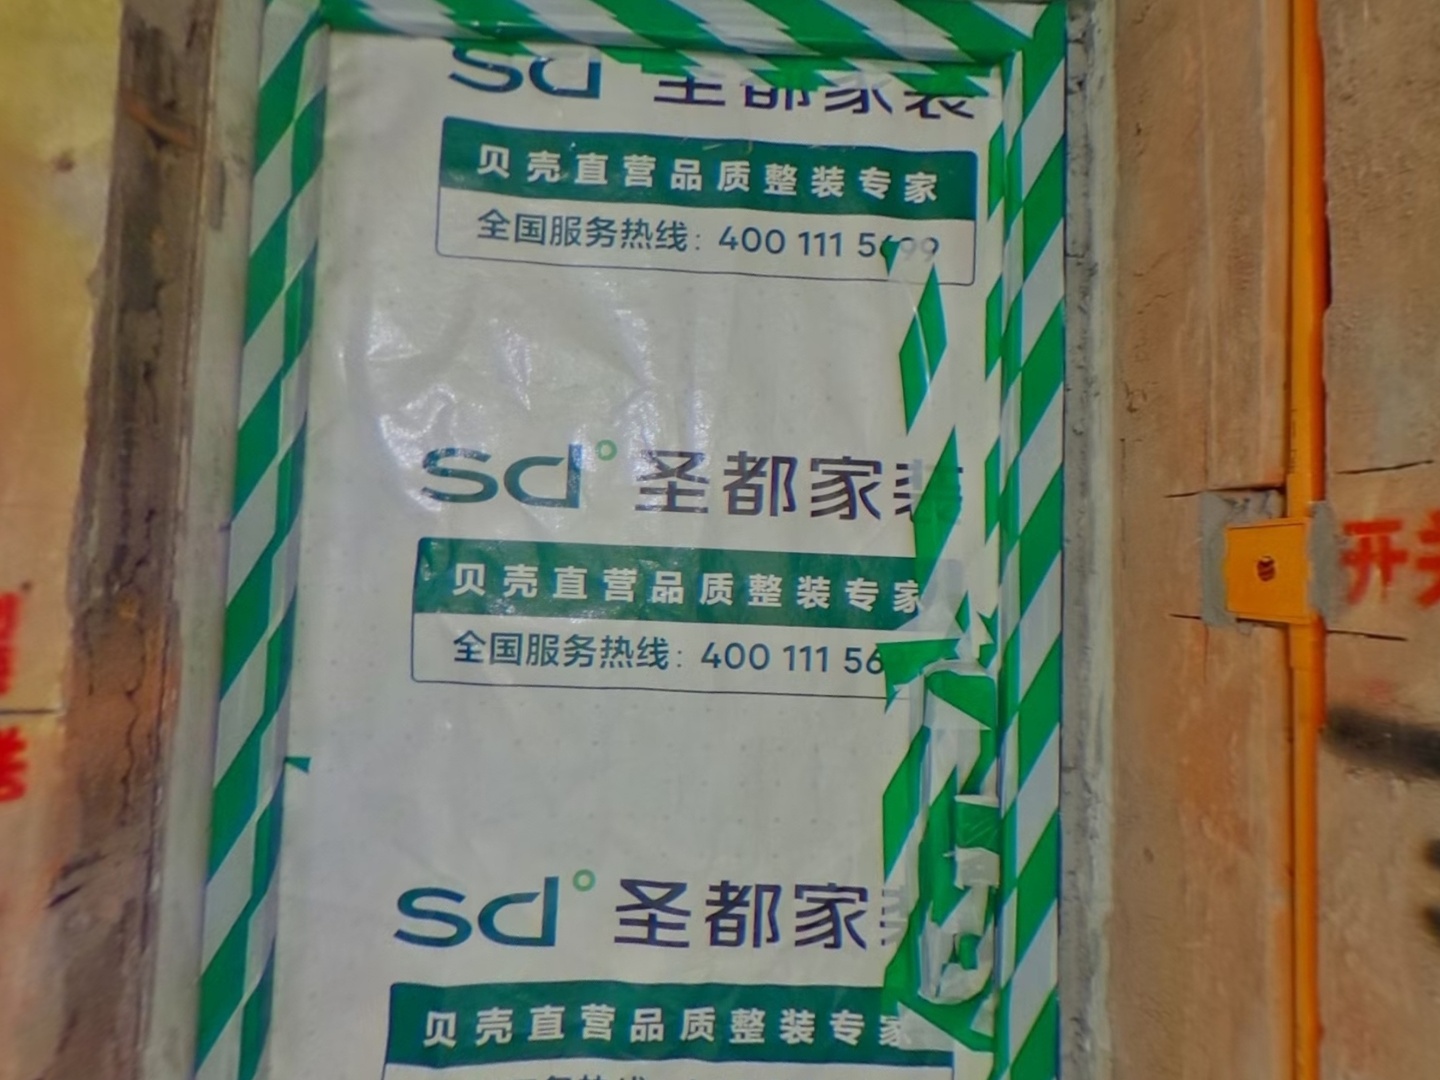 sd 圣都家装
贝壳直营品质整装专家
全国服务热线：400 111 5699
sd° 圣都家装
贝壳直营品质整装专家
全国服务热线：400 111 56
sd° 圣都家装
贝壳直营品质整装专家
开关